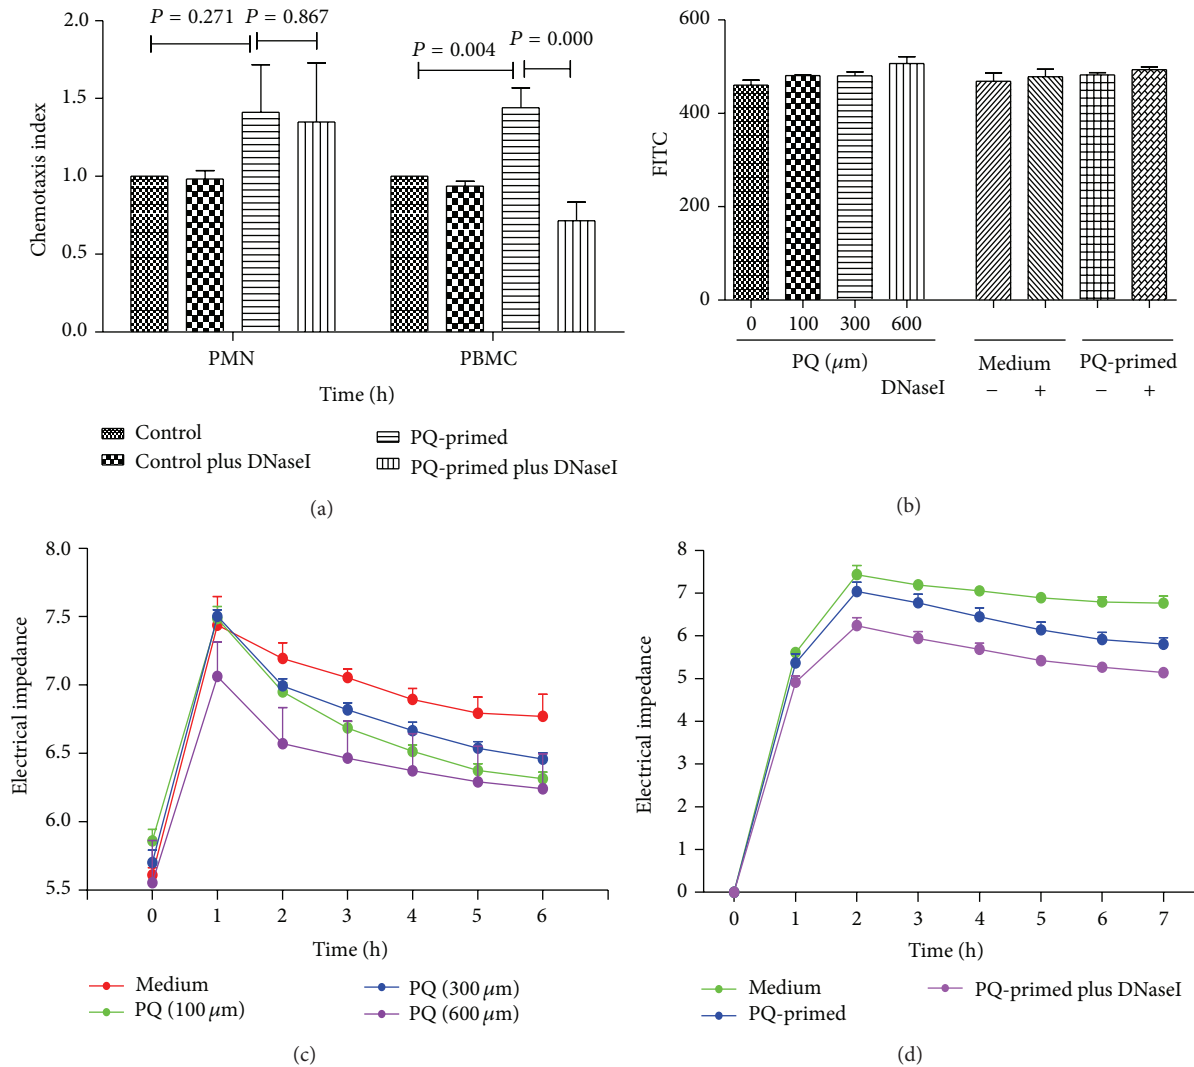 P = 0.271
P = 0.867
P = 0.004
P = 0.000
2.0
1.5
1.0
0.5
0.0
Chemotaxis index
PMN PBMC
Time (h)
Control
Control plus DNaseI
PQ-primed
PQ-primed plus DNaseI
(a)
600
400
200
0
FITC
0 100 300 600
PQ (μm) Medium PQ-primed
DNaseI − + − +
(b)
8.0
7.5
7.0
6.5
6.0
5.5
Electrical impedance
0 1 2 3 4 5 6
Time (h)
Medium
PQ (100 μm)
PQ (300 μm)
PQ (600 μm)
(c)
8
7
6
5
4
3
2
1
0
Electrical impedance
0 1 2 3 4 5 6 7
Time (h)
Medium
PQ-primed
PQ-primed plus DNaseI
(d)